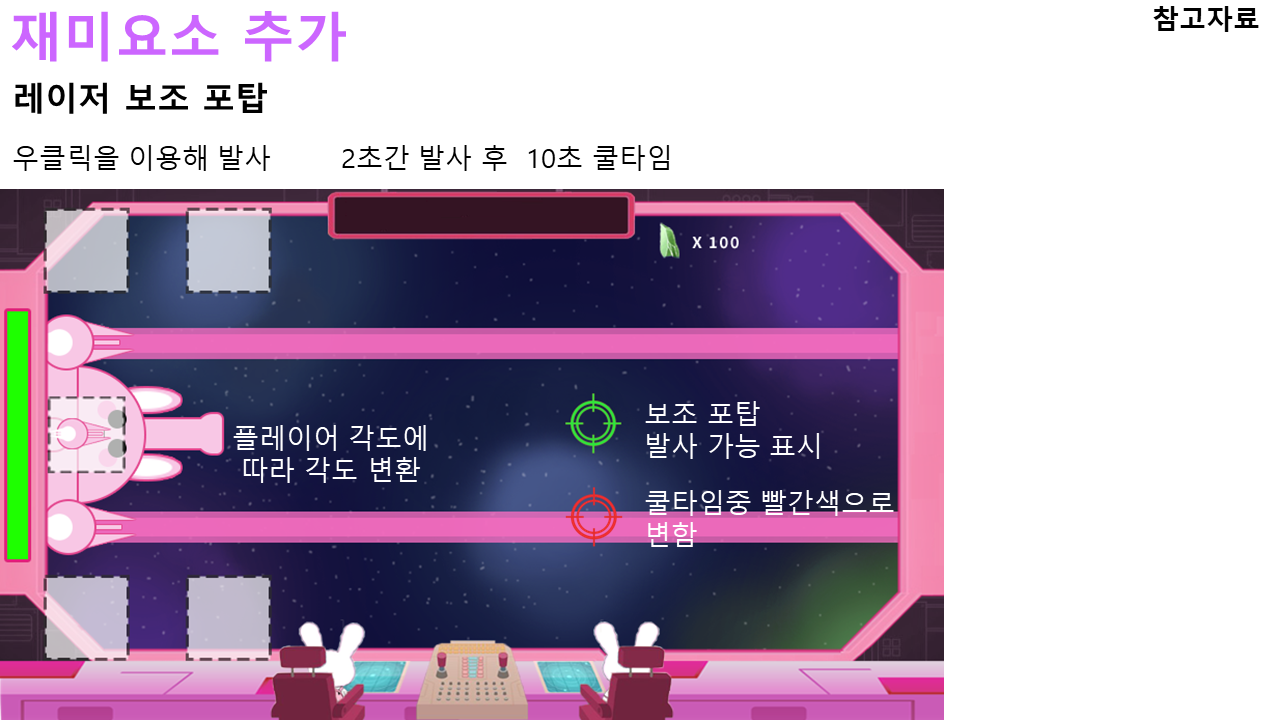 재미요소 추가
참고자료
레이저 보조 포탑
우클릭을 이용해 발사
2초간 발사 후 10초 쿨타임
X 100
플레이어 각도에
따라 각도 변환
보조 포탑
발사 가능 표시
쿨타임중 빨간색으로
변함